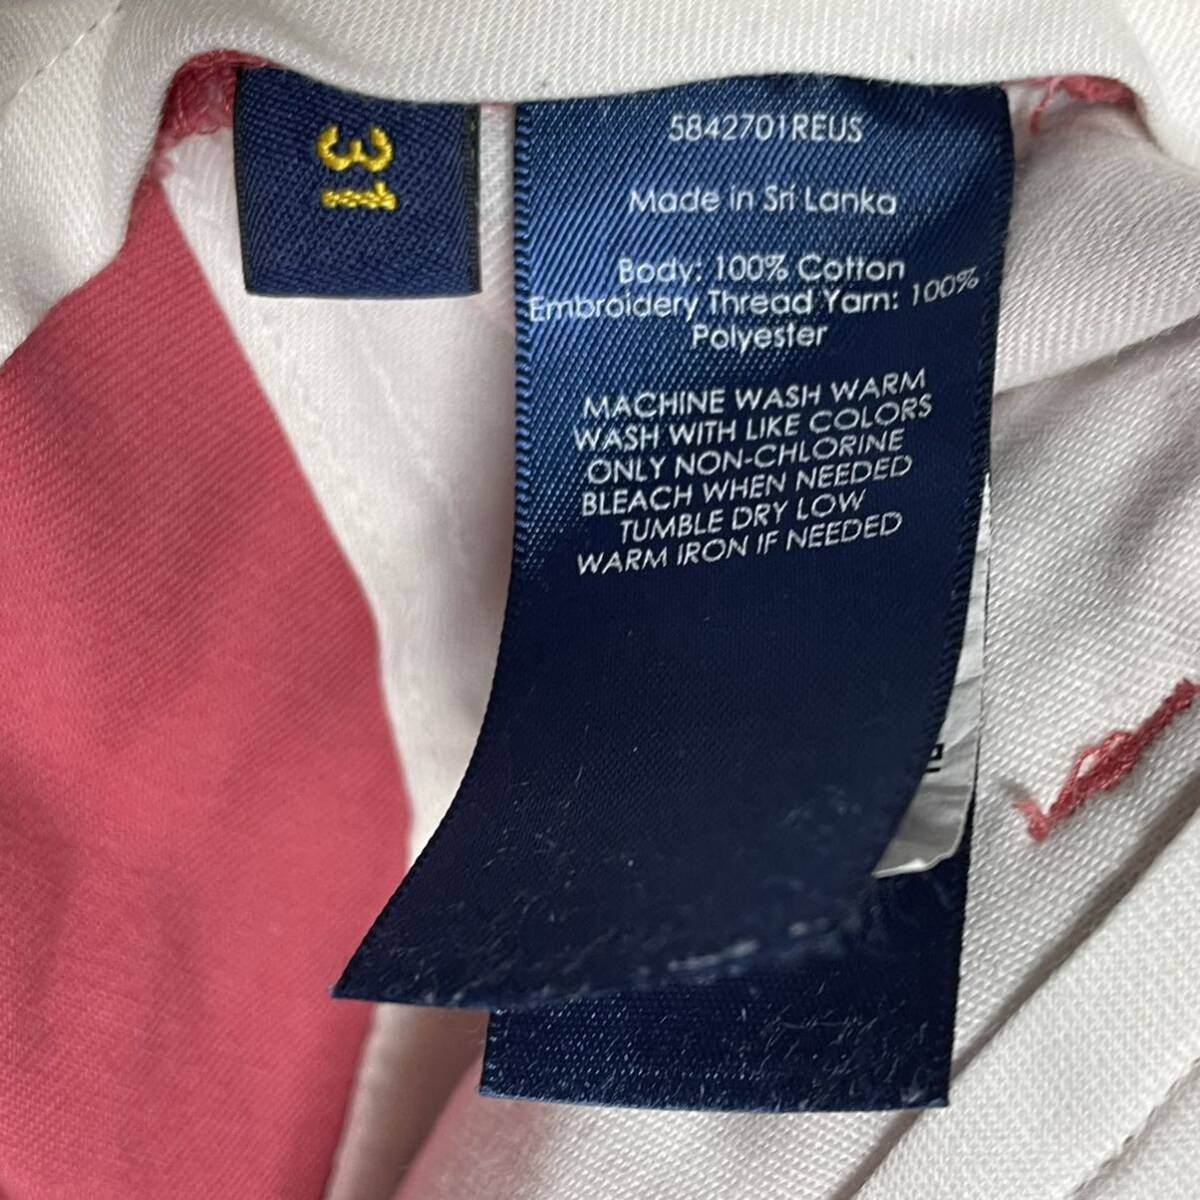 31
5842701REUS
Made in Sri Lanka
Body: 100% Cotton
Embroidery Thread Yarn: 100%
Polyester
MACHINE WASH WARM
WASH WITH LIKE COLORS
ONLY NON-CHLORINE
BLEACH WHEN NEEDED
TUMBLE DRY LOW
WARM IRON IF NEEDED